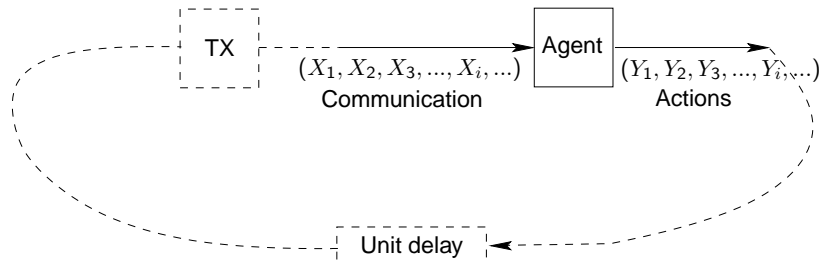 TX
Agent
(X₁, X₂, X₃, ..., Xᵢ, ...)
(Y₁, Y₂, Y₃, ..., Yᵢ, ...)
Communication
Actions
Unit delay